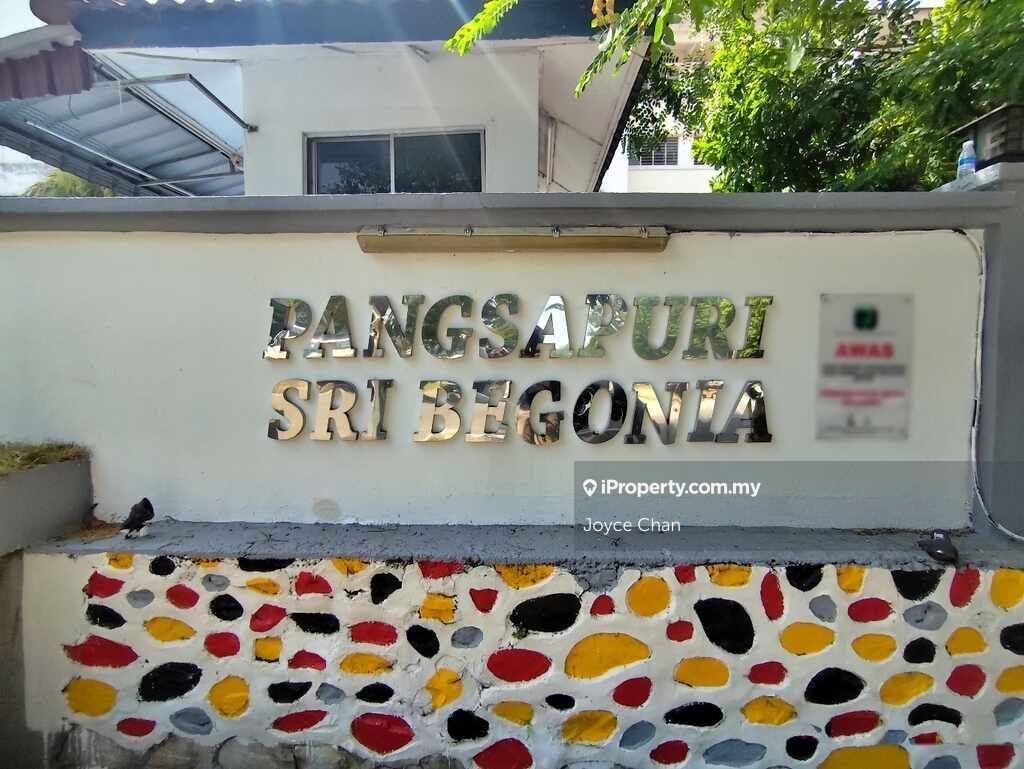 PANGSAPURI
SRI BEGONIA
AWAS
iProperty.com.my
Joyce Chan